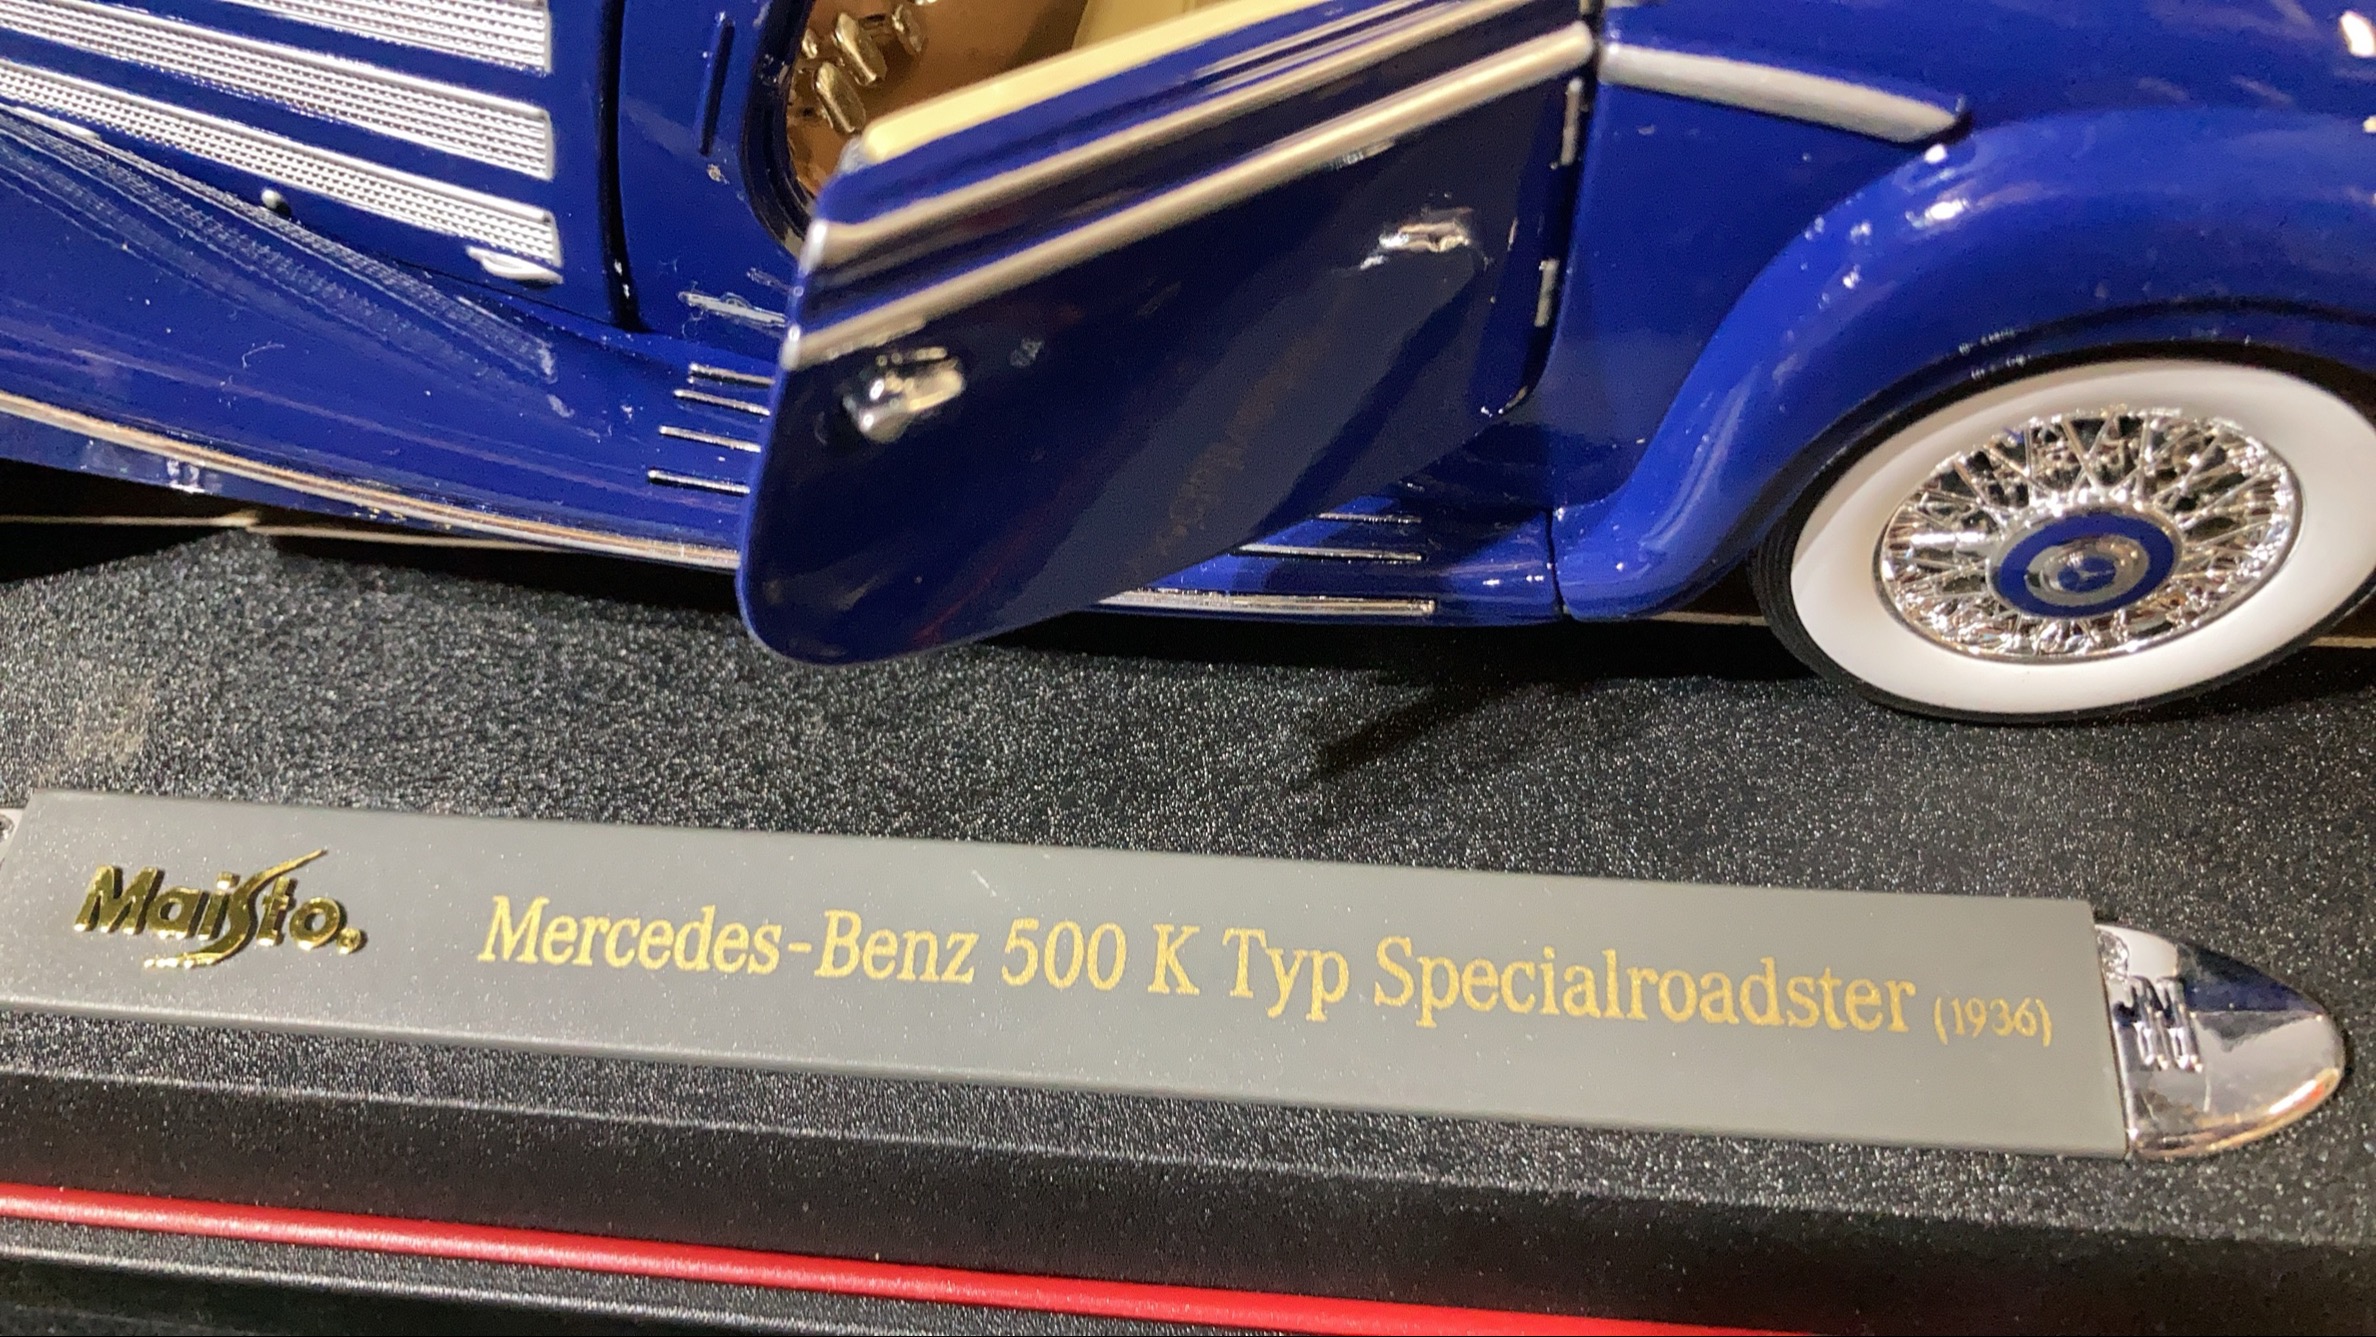 Maisto. Mercedes-Benz 500 K Typ Specialroadster (1936)